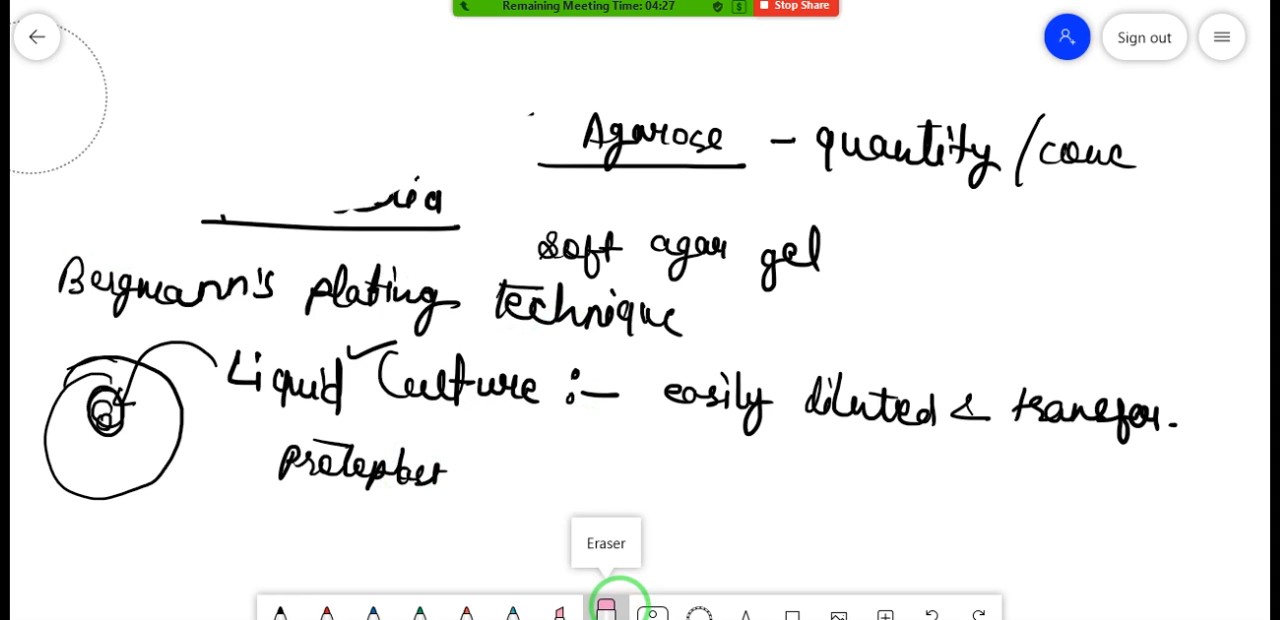 Remaining Meeting Time: 04:27 $ Stop Share
Sign out
Agarose - quantity/conc
soft agar gel
Bergmann's plating technique
Liquid Culture :- easily diluted & transfer.
Eraser